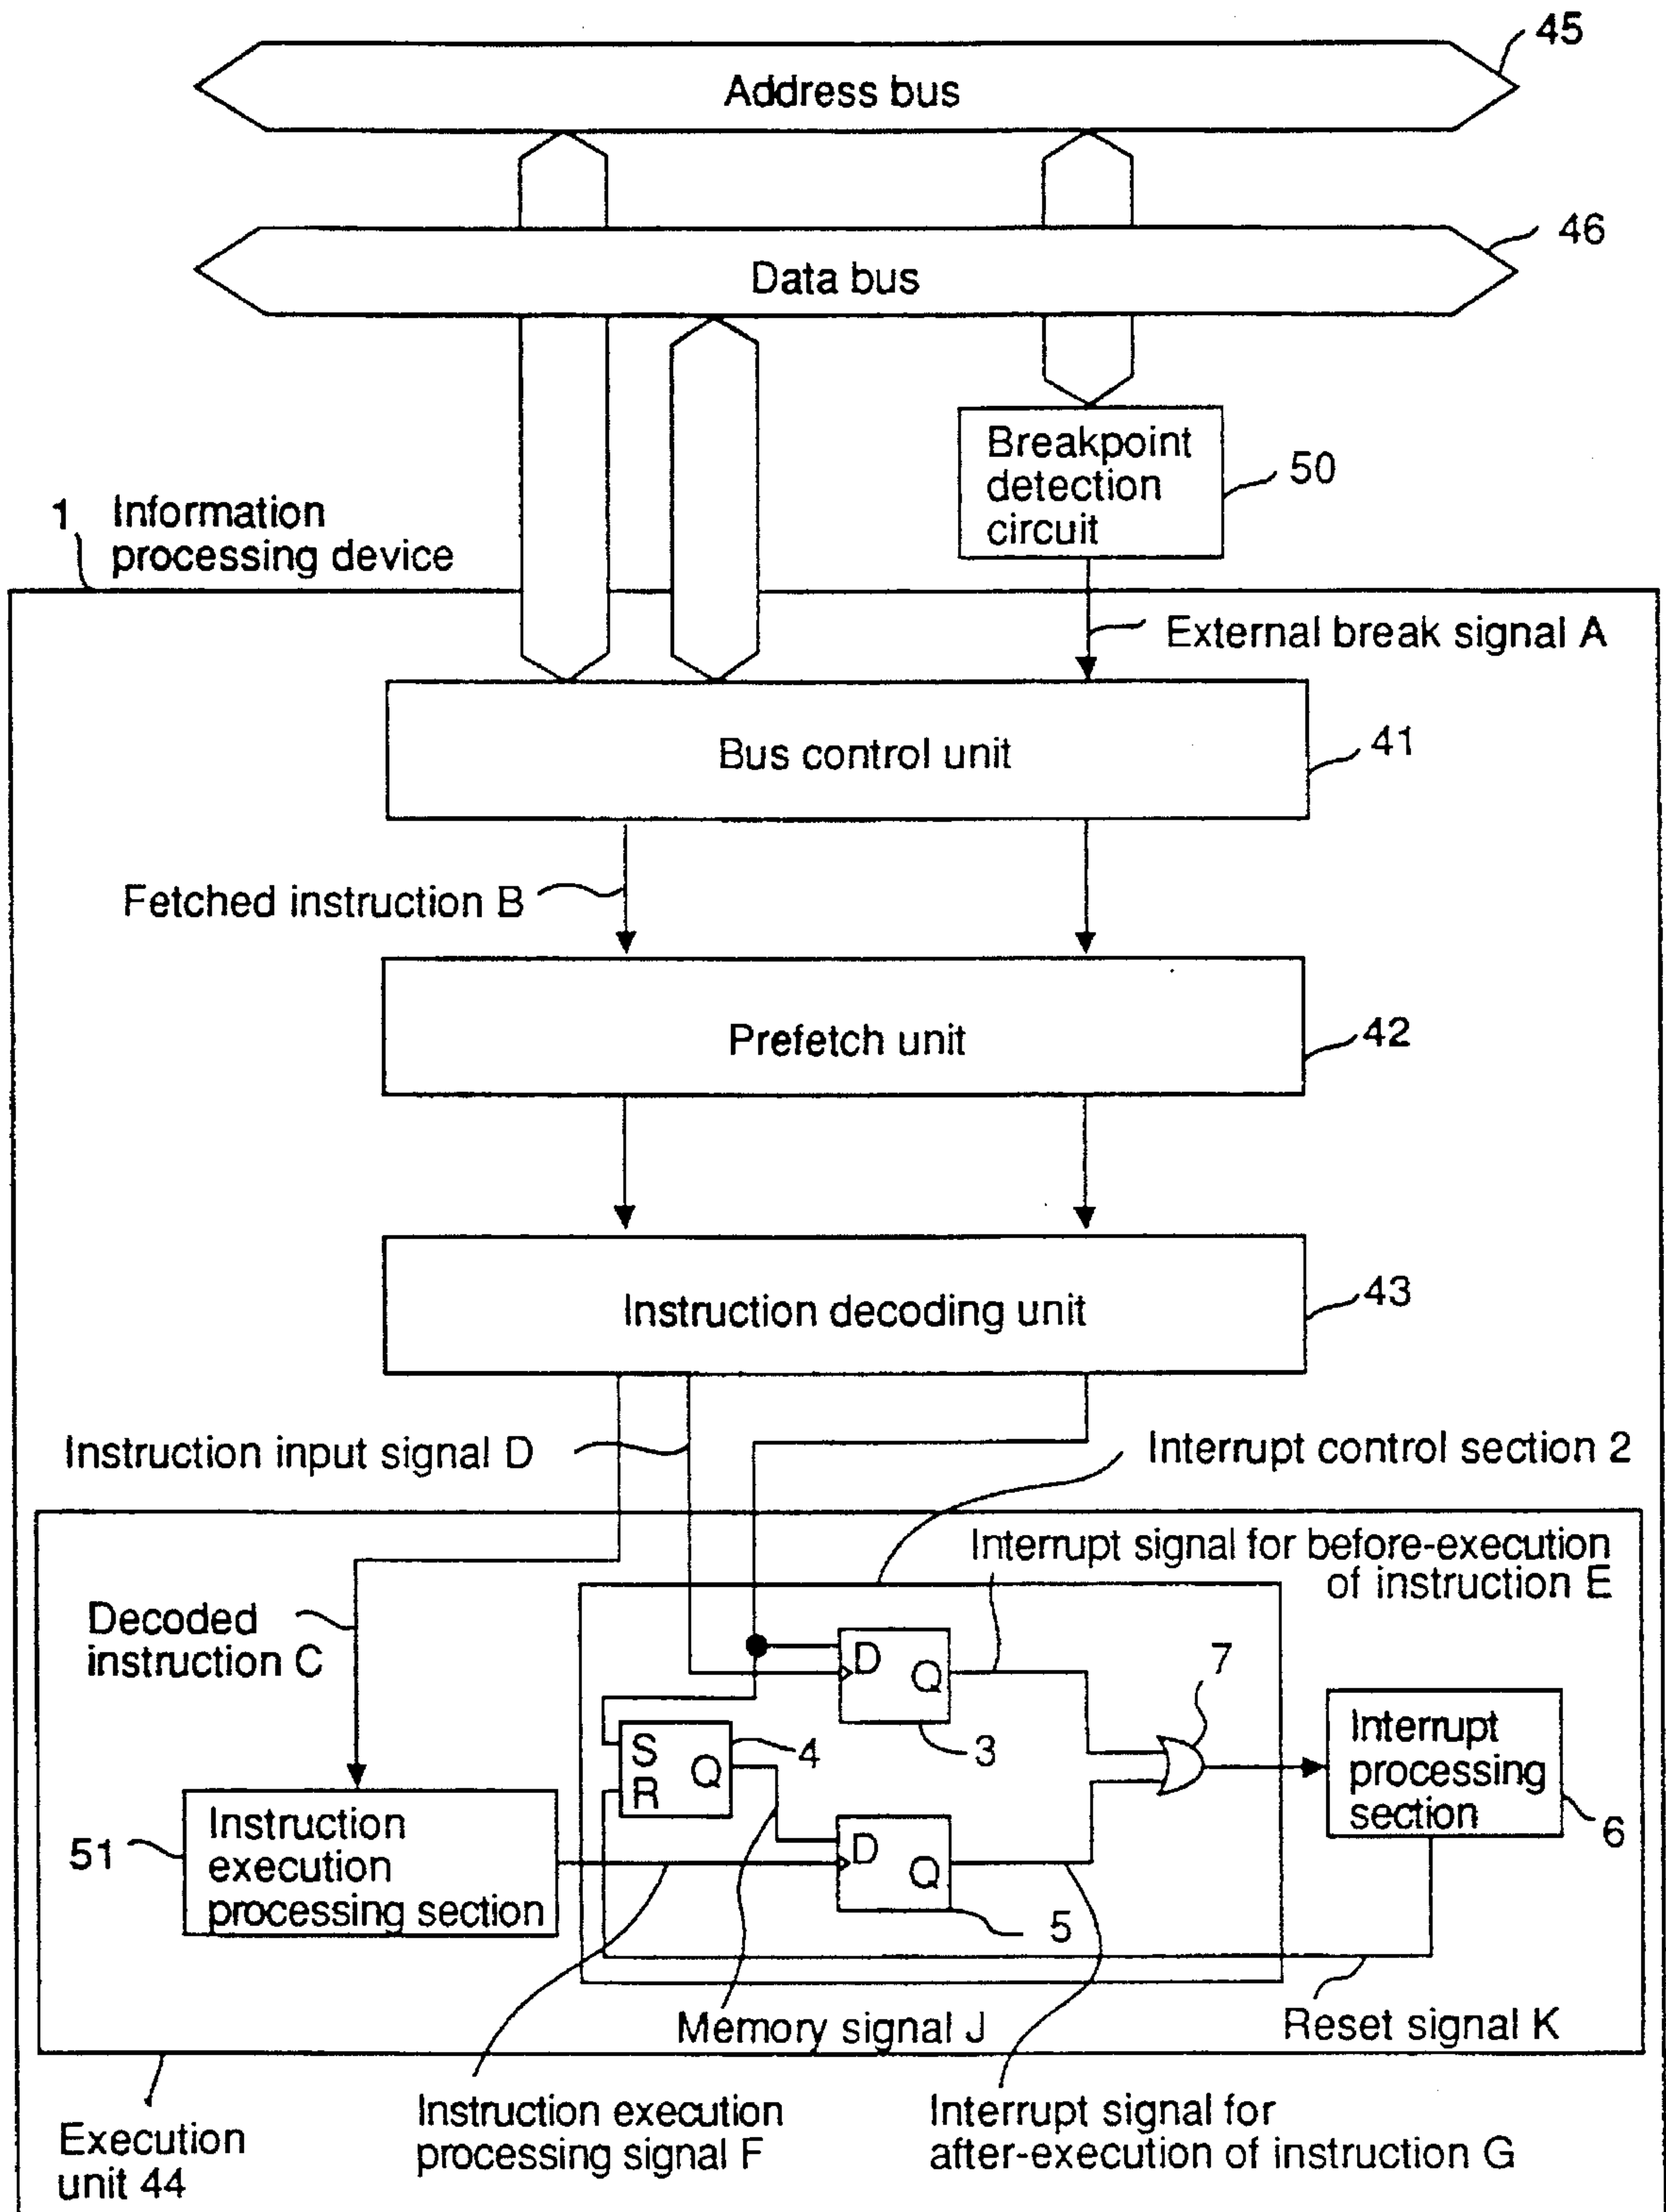 45
Address bus
46
Data bus
Breakpoint
detection
circuit
50
1 Information
processing device
External break signal A
Bus control unit
41
Fetched instruction B
Prefetch unit
42
Instruction decoding unit
43
Instruction input signal D
Interrupt control section 2
Interrupt signal for before-execution
of instruction E
Decoded
instruction C
D
Q
3
7
S
R
Q
4
Interrupt
processing
section
6
51
Instruction
execution
processing section
D
Q
5
Memory signal J
Reset signal K
Instruction execution
processing signal F
Interrupt signal for
after-execution of instruction G
Execution
unit 44